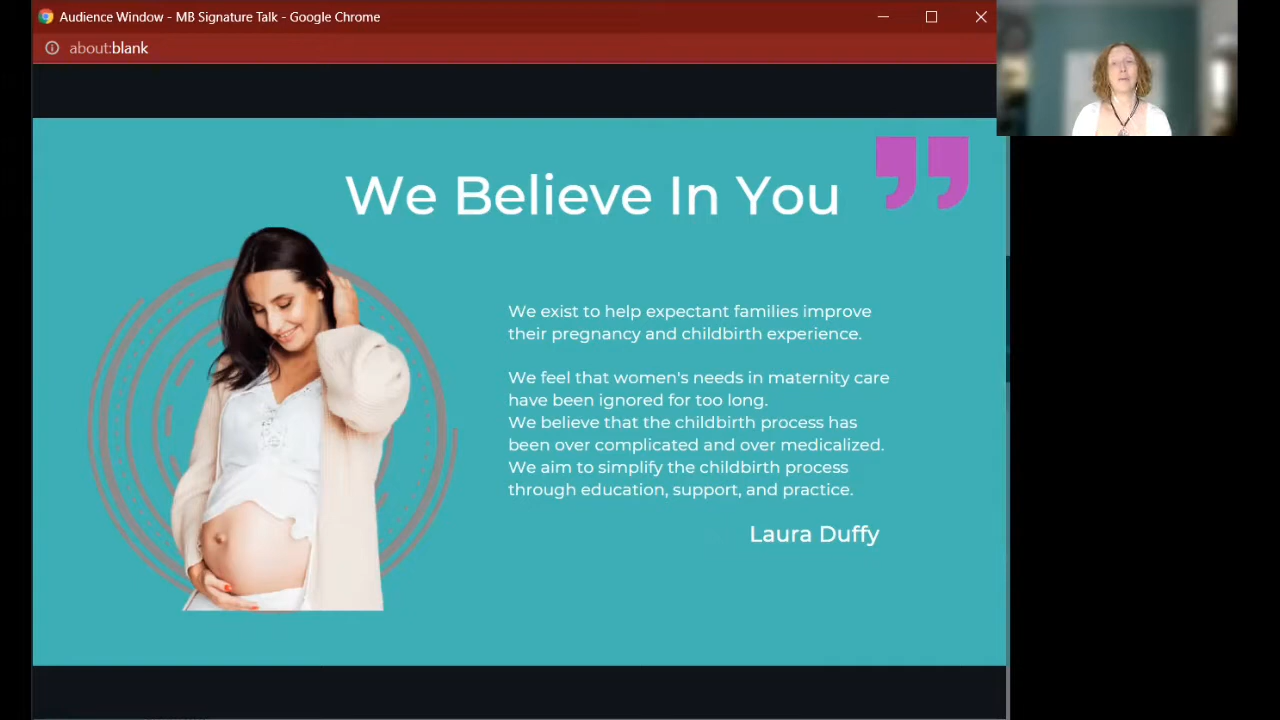 Audience Window - MB Signature Talk - Google Chrome
about:blank
We Believe In You
We exist to help expectant families improve
their pregnancy and childbirth experience.
We feel that women's needs in maternity care
have been ignored for too long.
We believe that the childbirth process has
been over complicated and over medicalized.
We aim to simplify the childbirth process
through education, support, and practice.
Laura Duffy